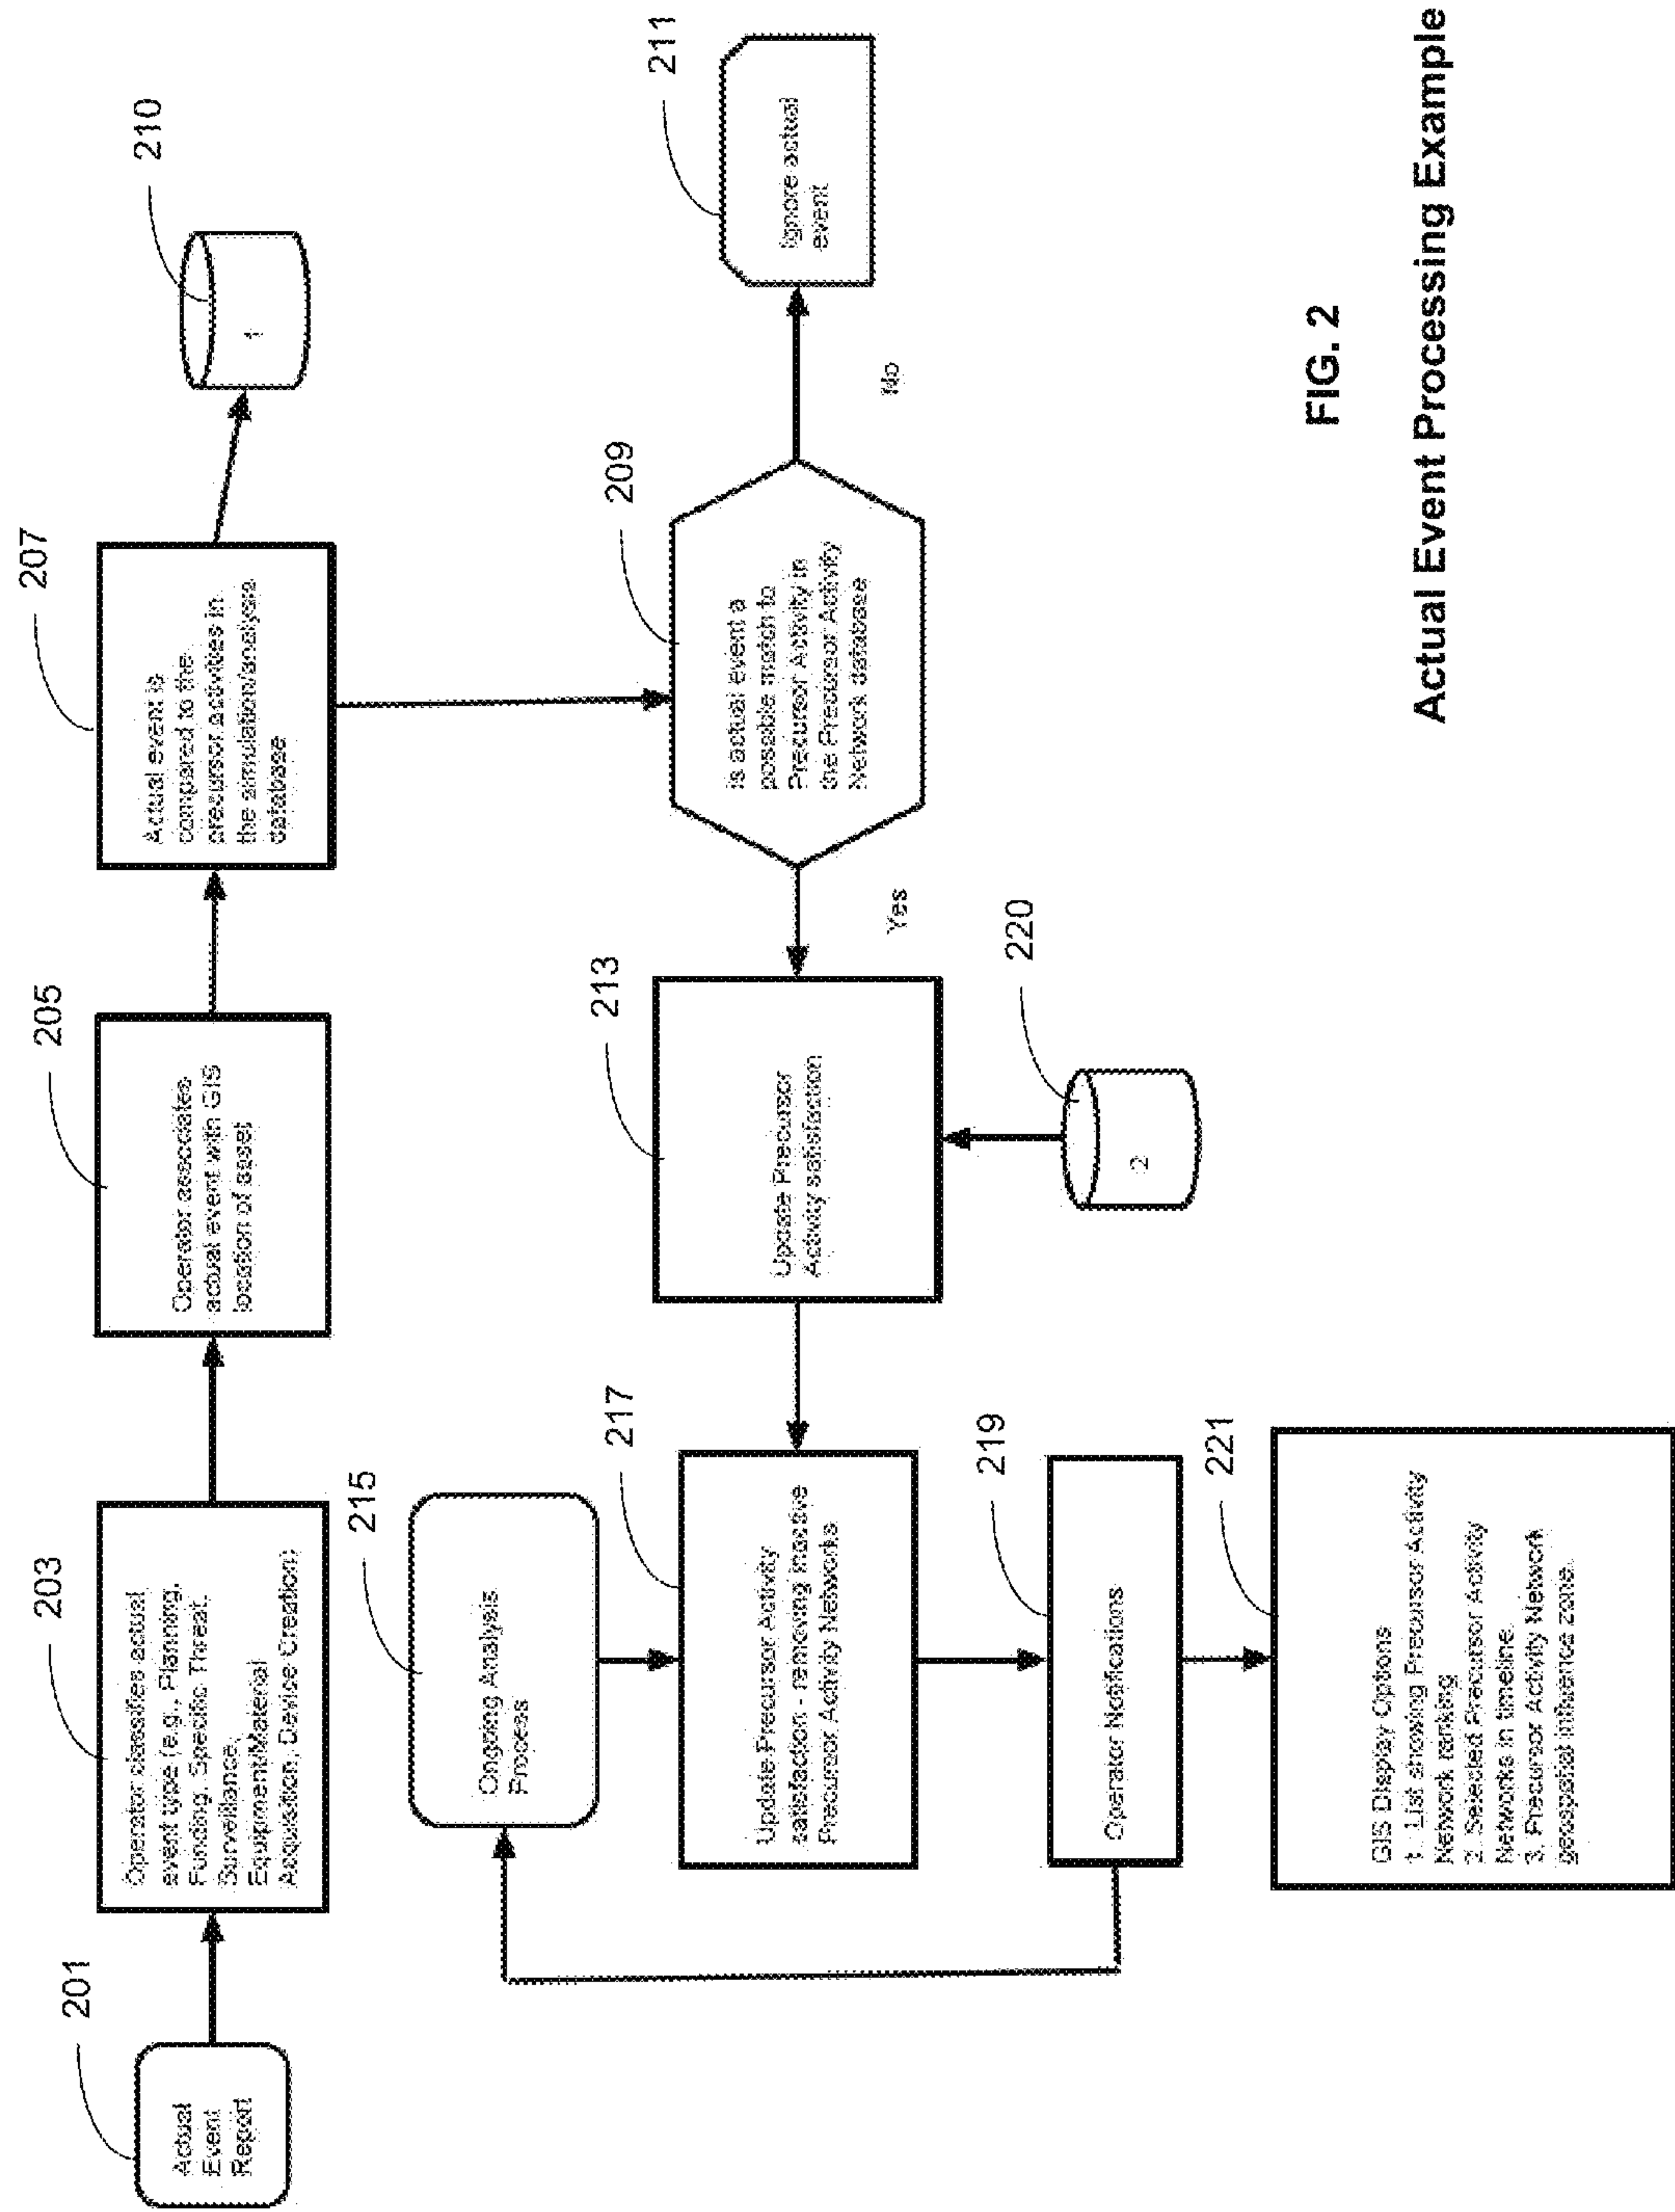 201
Actual
Event
Report
203
Operator classifies actual
event type (e.g., Planning,
Funding, Specific Threat,
Surveillance,
Equipment/Material
Acquisition, Device Creation)
205
Operator associates
actual event with GIS
location of asset
207
Actual event is
compared to the
precursor activities in
the simulation/analysis
database
210
1
215
Ongoing Analysis
Process
217
Update Precursor Activity
satisfaction - removing inactive
Precursor Activity Networks
213
Update Precursor
Activity satisfaction
Yes
209
is actual event a
possible match to
Precursor Activity in
the Precursor Activity
Network database
No
211
Ignore actual
event
219
Operator Notifications
220
2
221
GIS Display Options
1. List showing Precursor Activity
Network ranking
2. Selected Precursor Activity
Networks in timeline.
3. Precursor Activity Network
geospatial influence zone.
FIG. 2
Actual Event Processing Example